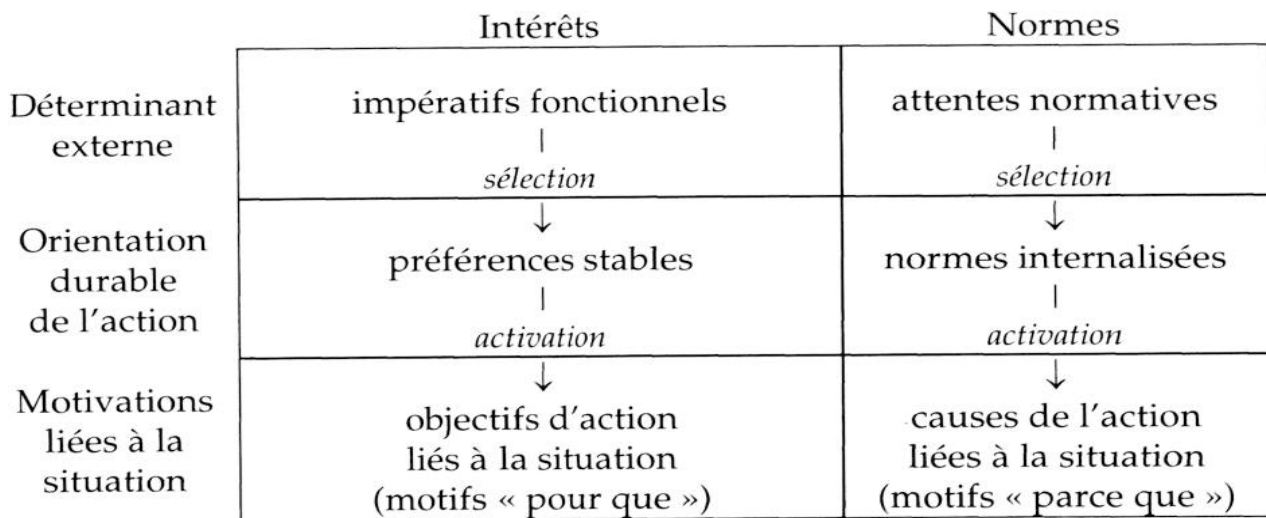 Intérêts Normes
Déterminant
externe
impératifs fonctionnels
|
sélection
attentes normatives
|
sélection
Orientation
durable
de l'action
↓
préférences stables
|
activation
↓
normes internalisées
|
activation
Motivations
liées à la
situation
↓
objectifs d'action
liés à la situation
(motifs « pour que »)
↓
causes de l'action
liées à la situation
(motifs « parce que »)